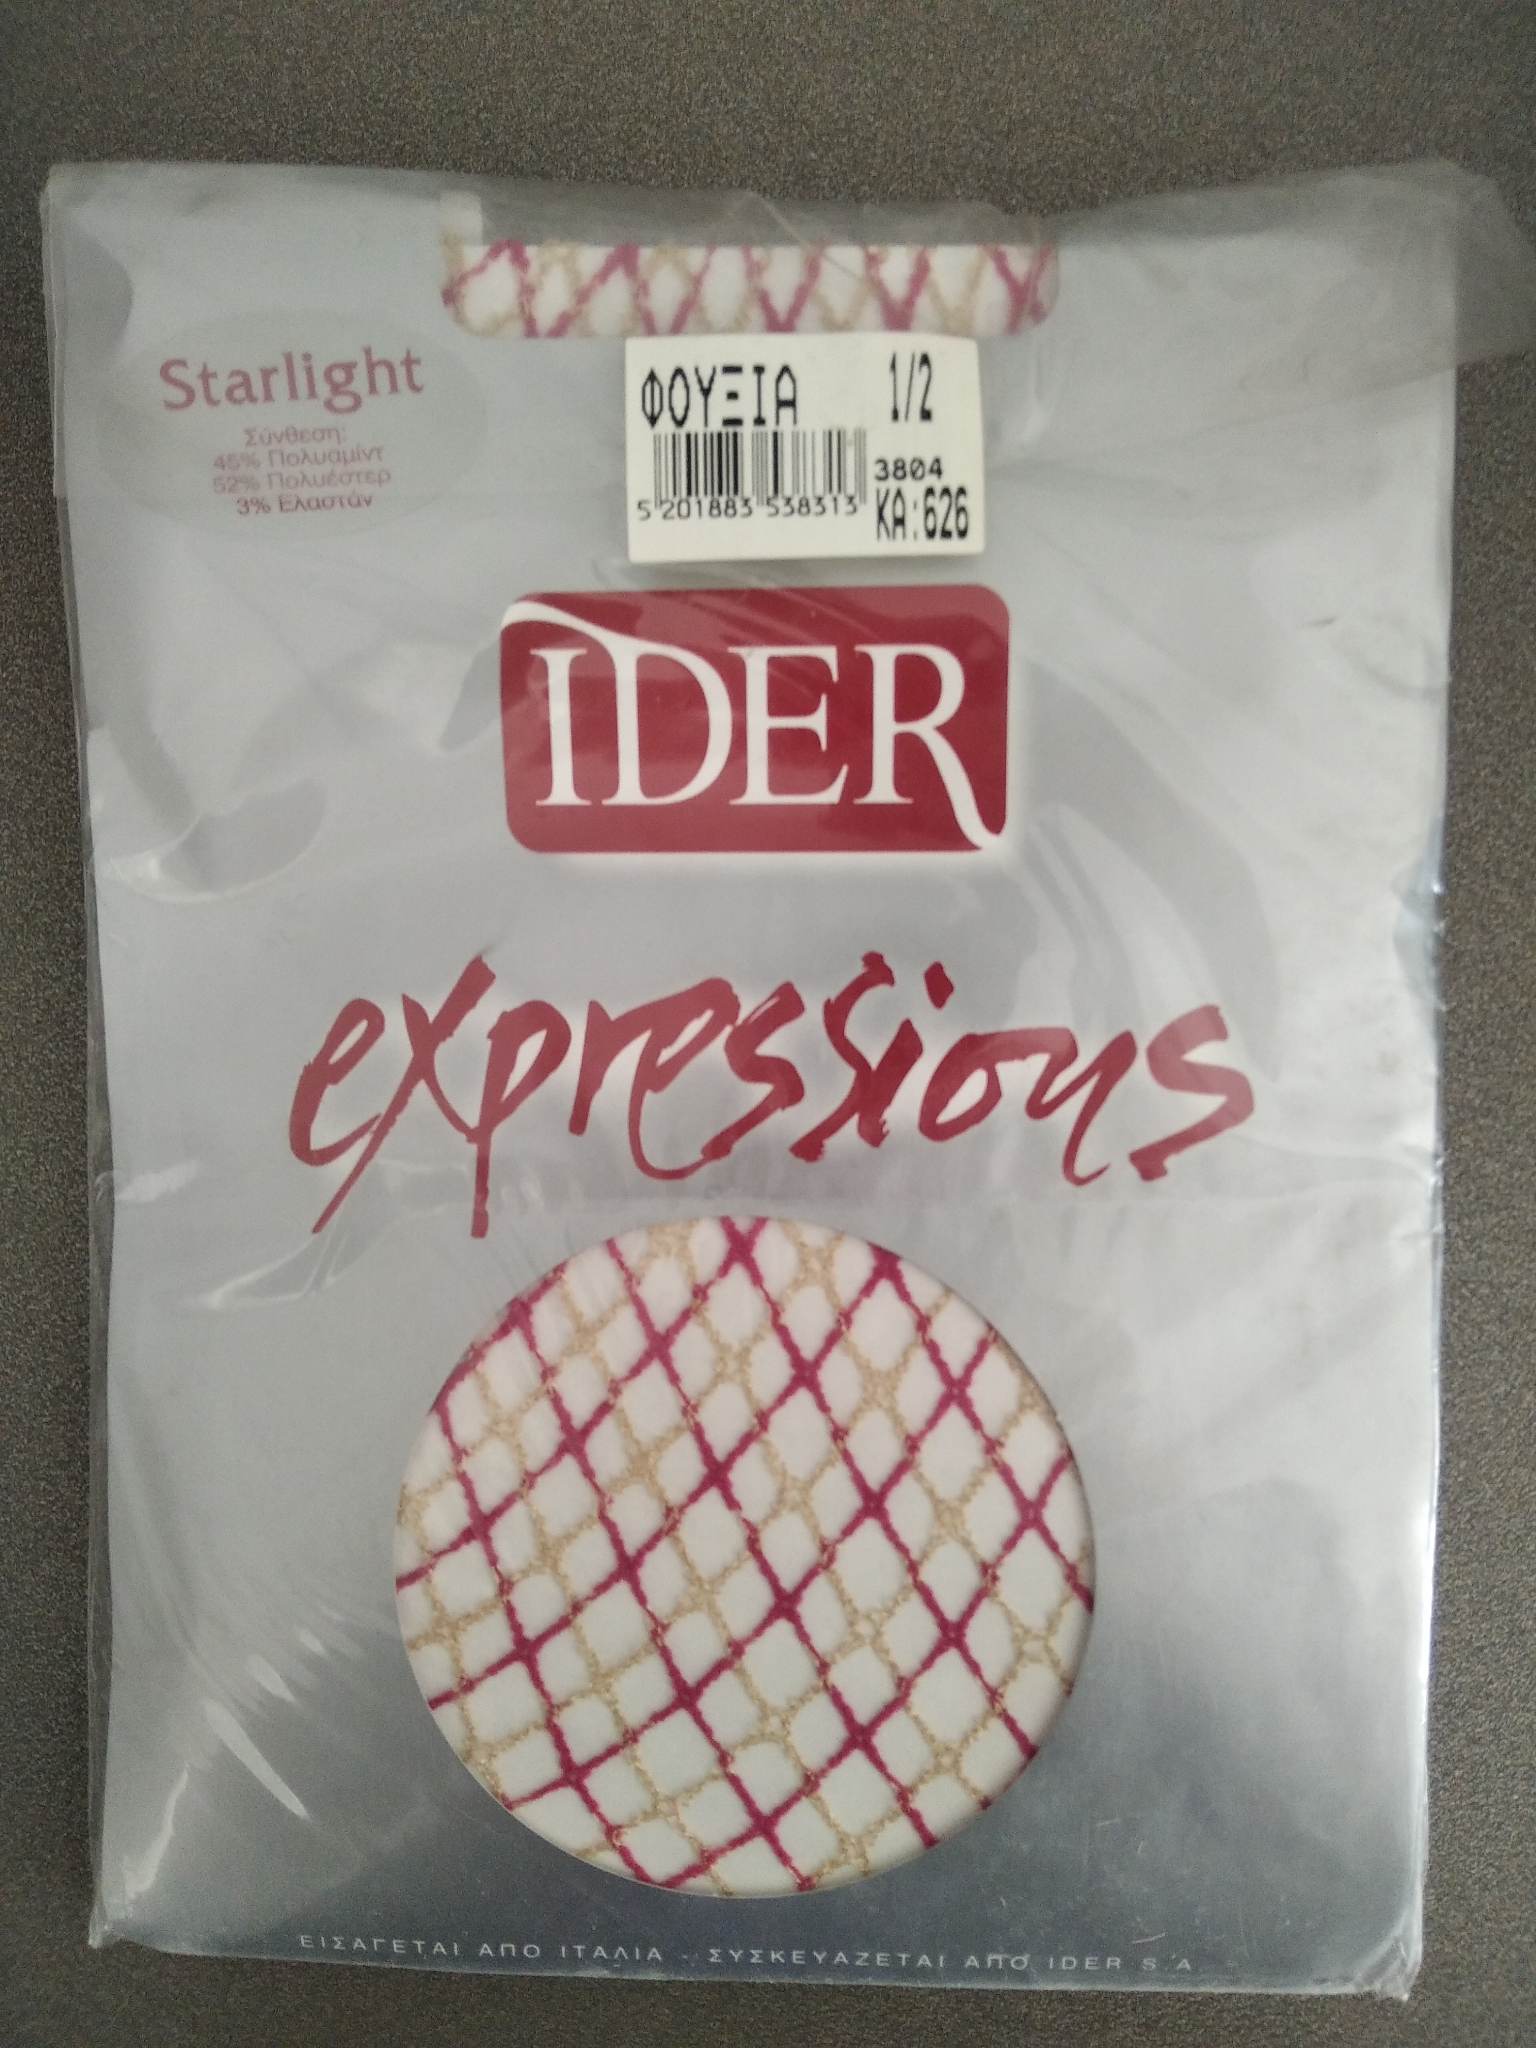 Starlight
Σύνθεση:
45% Πολυαμίντ
52% Πολυέστερ
3% Ελαστάν
ΦΟΥΞΙΑ 1/2
3804
5 201883 538313 KA:626
IDER
expressions
ΕΙΣΑΓΕΤΑΙ ΑΠΟ ΙΤΑΛΙΑ - ΣΥΣΚΕΥΑΖΕΤΑΙ ΑΠΟ IDER S.A